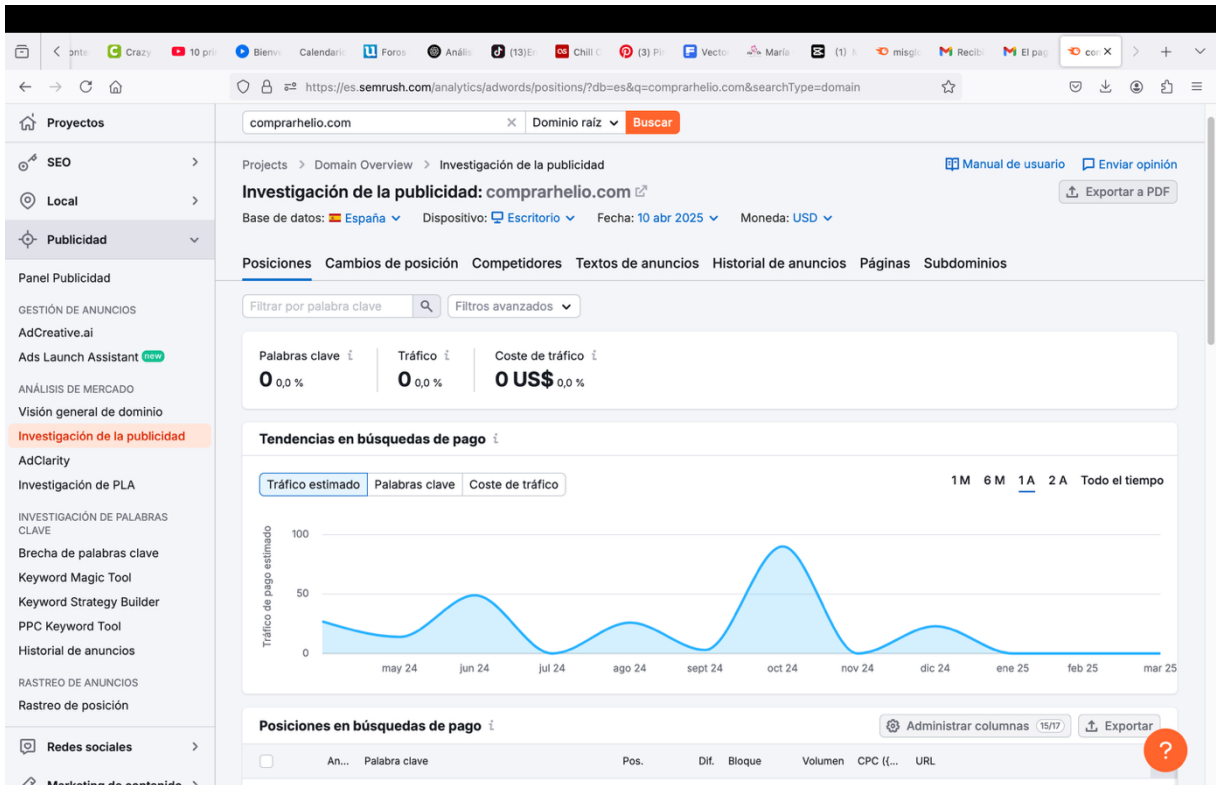 Crazy
10 pri
Bienv
Calendari
Foros
Anális
(13)E
Chill C
(3) Pi
Vector
María
(1)
misgl
Recibi
El pag
con
https://es.semrush.com/analytics/adwords/positions/?db=es&q=comprarhelio.com&searchType=domain
Proyectos
SEO
Local
Publicidad
Panel Publicidad
GESTIÓN DE ANUNCIOS
AdCreative.ai
Ads Launch Assistant new
ANÁLISIS DE MERCADO
Visión general de dominio
Investigación de la publicidad
AdClarity
Investigación de PLA
INVESTIGACIÓN DE PALABRAS
CLAVE
Brecha de palabras clave
Keyword Magic Tool
Keyword Strategy Builder
PPC Keyword Tool
Historial de anuncios
RASTREO DE ANUNCIOS
Rastreo de posición
Redes sociales
Marketing de contenido
comprarhelio.com Dominio raíz Buscar
Projects > Domain Overview > Investigación de la publicidad
Manual de usuario Enviar opinión
Investigación de la publicidad: comprarhelio.com
Exportar a PDF
Base de datos: España Dispositivo: Escritorio Fecha: 10 abr 2025 Moneda: USD
Posiciones Cambios de posición Competidores Textos de anuncios Historial de anuncios Páginas Subdominios
Filtrar por palabra clave Filtros avanzados
Palabras clave i Tráfico i Coste de tráfico i
0 0,0 % 0 0,0 % 0 US$ 0,0 %
Tendencias en búsquedas de pago i
Tráfico estimado Palabras clave Coste de tráfico
1 M 6 M 1 A 2 A Todo el tiempo
Tráfico de pago estimado
100
50
0
may 24 jun 24 jul 24 ago 24 sept 24 oct 24 nov 24 dic 24 ene 25 feb 25 mar 25
Posiciones en búsquedas de pago i
Administrar columnas 15/17 Exportar
An... Palabra clave Pos. Dif. Bloque Volumen CPC ({... URL
?